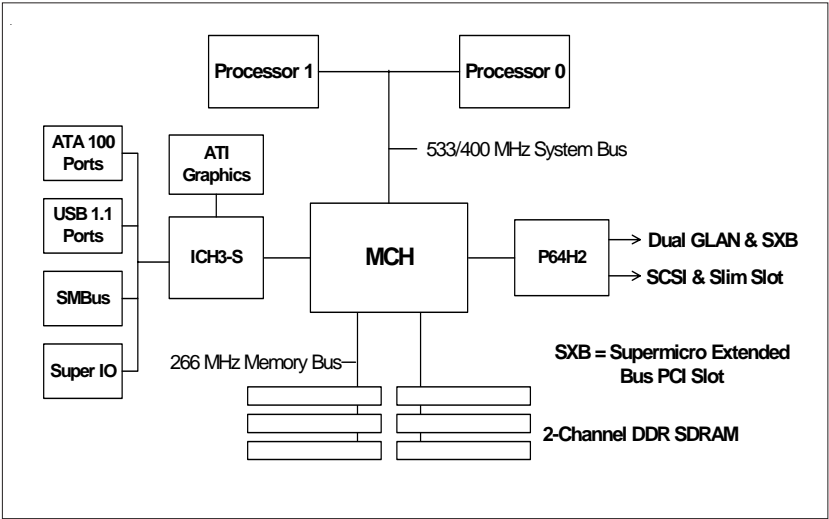 Processor 1
Processor 0
533/400 MHz System Bus
ATA 100
Ports
ATI
Graphics
USB 1.1
Ports
ICH3-S
MCH
P64H2
Dual GLAN & SXB
SCSI & Slim Slot
SMBus
Super IO
266 MHz Memory Bus
SXB = Supermicro Extended
Bus PCI Slot
2-Channel DDR SDRAM